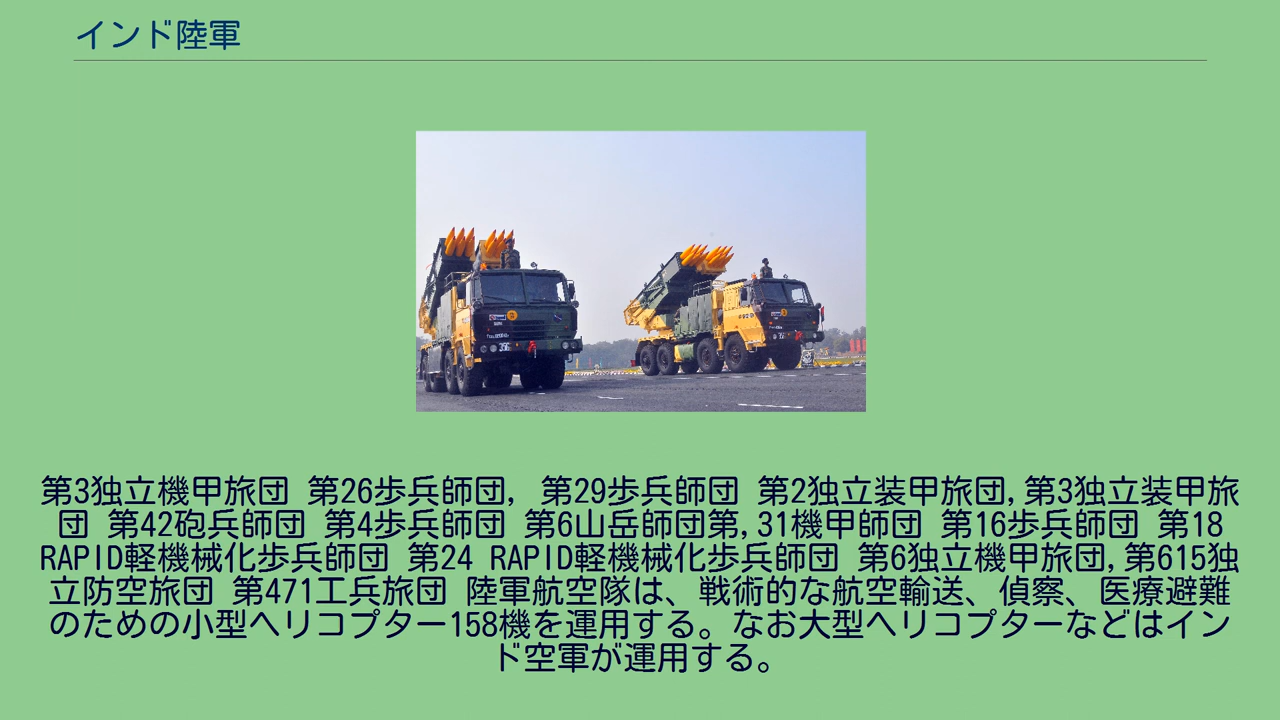 インド陸軍
第3独立機甲旅団 第26歩兵師団, 第29歩兵師団 第2独立装甲旅団,第3独立装甲旅
団 第42砲兵師団 第4歩兵師団 第6山岳師団第,31機甲師団 第16歩兵師団 第18
RAPID軽機械化歩兵師団 第24 RAPID軽機械化歩兵師団 第6独立機甲旅団,第615独
立防空旅団 第471工兵旅団 陸軍航空隊は、戦術的な航空輸送、偵察、医療避難
のための小型ヘリコプター158機を運用する。なお大型ヘリコプターなどはイン
ド空軍が運用する。